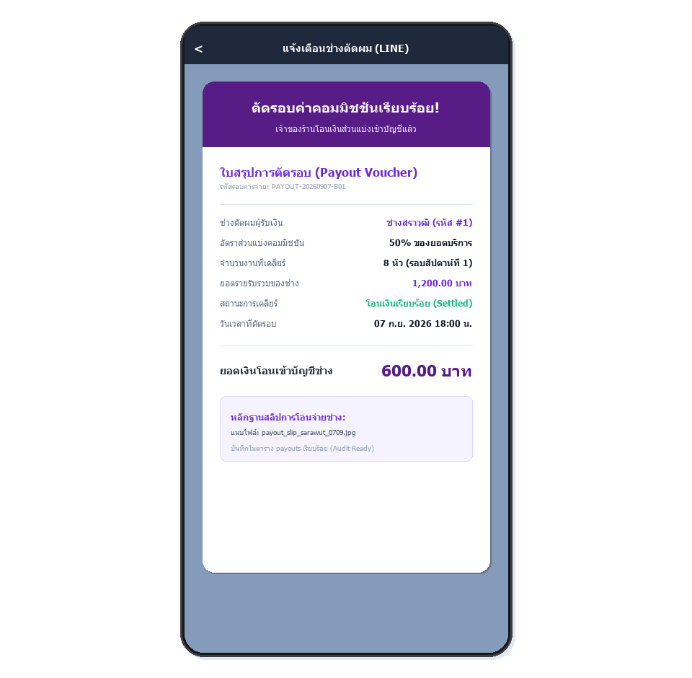 <
แจ้งเตือนช่างตัดผม (LINE)
ตัดรอบค่าคอมมิชชันเรียบร้อย!
เจ้าของร้านโอนเงินส่วนแบ่งเข้าบัญชีแล้ว
ใบสรุปการตัดรอบ (Payout Voucher)
รหัสรอบการจ่าย: PAYOUT-20260907-B01
ช่างตัดผมผู้รับเงิน ช่างสราวุฒิ (รหัส #1)
อัตราส่วนแบ่งคอมมิชชัน 50% ของยอดบริการ
จำนวนงานที่เคลียร์ 8 หัว (รอบสัปดาห์ที่ 1)
ยอดรายรับรวมของช่าง 1,200.00 บาท
สถานะการเคลียร์ โอนเงินเรียบร้อย (Settled)
วันเวลาที่ตัดรอบ 07 ก.ย. 2026 18:00 น.
ยอดเงินโอนเข้าบัญชีช่าง 600.00 บาท
หลักฐานสลิปการโอนจ่ายช่าง:
แนบไฟล์: payout_slip_sarawut_0709.jpg
บันทึกในตาราง payouts เรียบร้อย (Audit Ready)